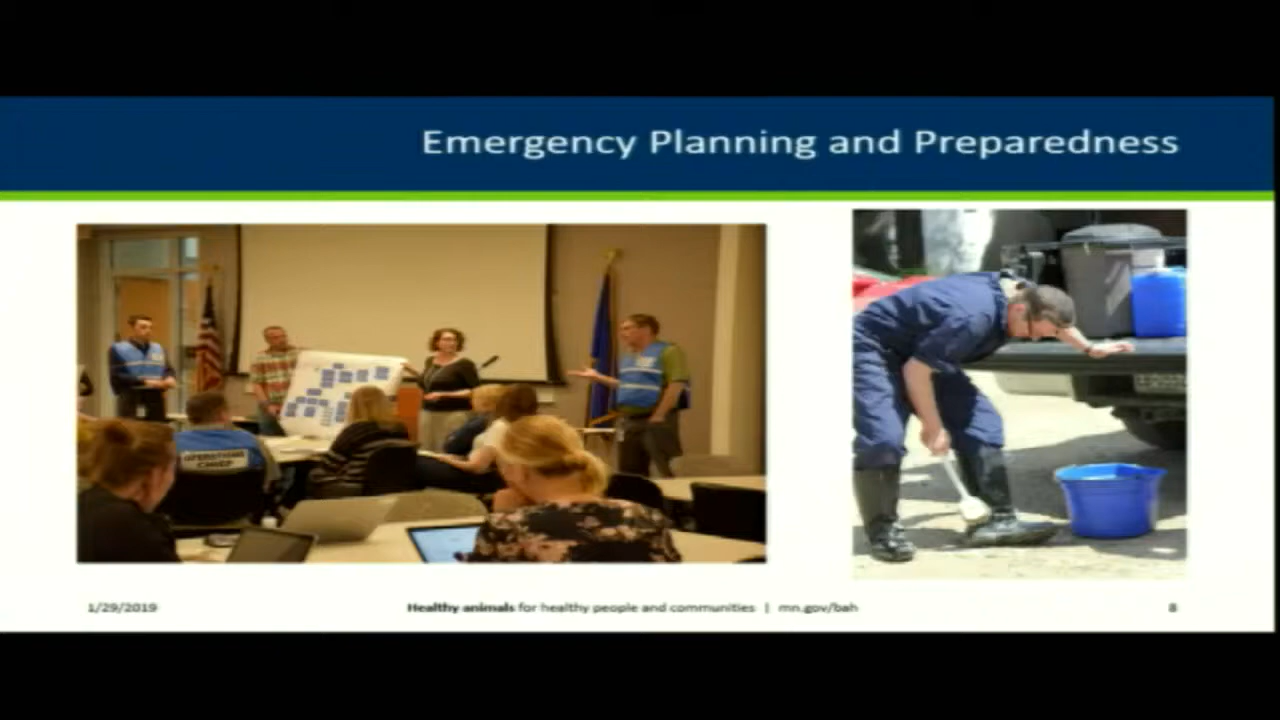 Emergency Planning and Preparedness
OPERATIONS
CHIEF
1/29/2019
Healthy animals for healthy people and communities | mn.gov/bah
8